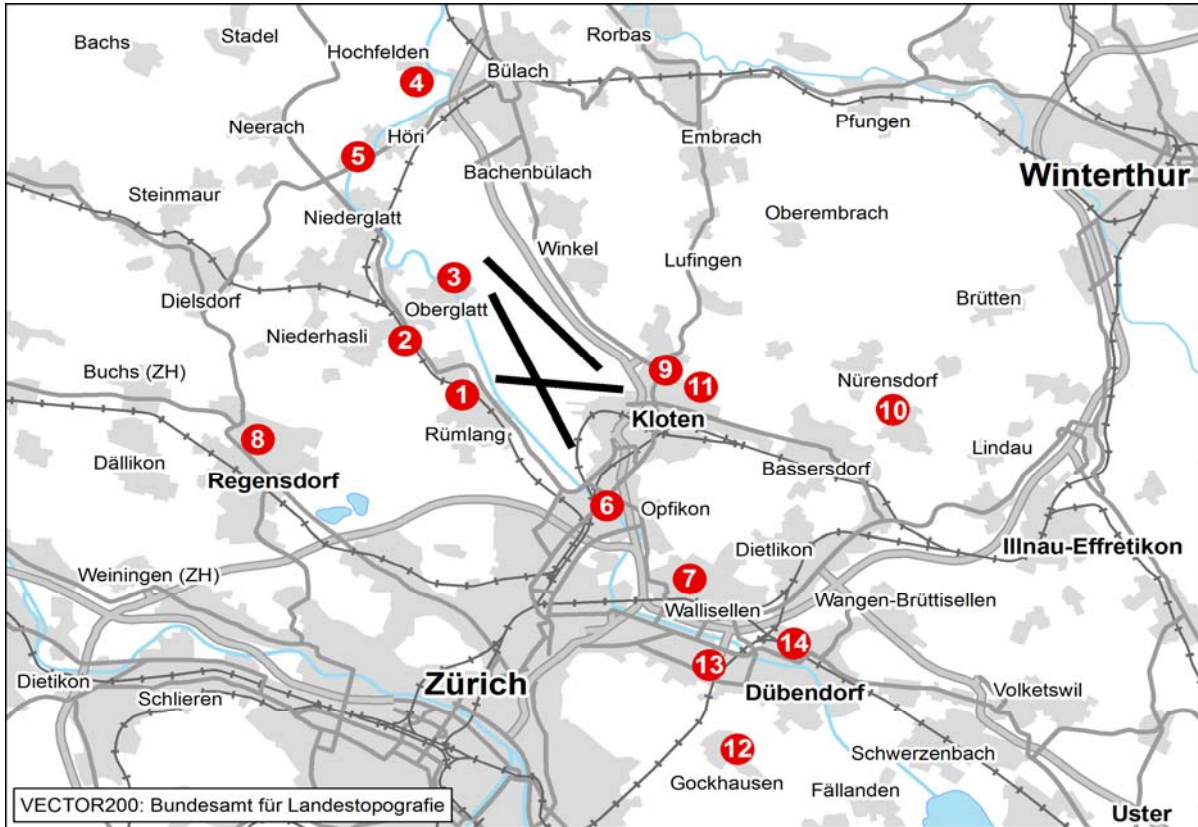 Bachs
Stadel
Hochfelden
Rorbas
4
Bülach
Neerach
Höri
Embrach
Pfungen
5
Bachenbülach
Winterthur
Steinmaur
Niederglatt
Oberembrach
Winkel
Lufingen
3
Dielsdorf
Oberglatt
Brütten
Niederhasli
2
Buchs (ZH)
9
11
Nürensdorf
1
10
Kloten
Rümlang
8
Dällikon
Lindau
Bassersdorf
Regensdorf
6
Opfikon
Dietlikon
Illnau-Effretikon
Weiningen (ZH)
7
Wallisellen
Wangen-Brüttisellen
14
13
Dietikon
Zürich
Schlieren
Dübendorf
Volketswil
12
Schwerzenbach
Gockhausen
Fällanden
VECTOR200: Bundesamt für Landestopografie
Uster